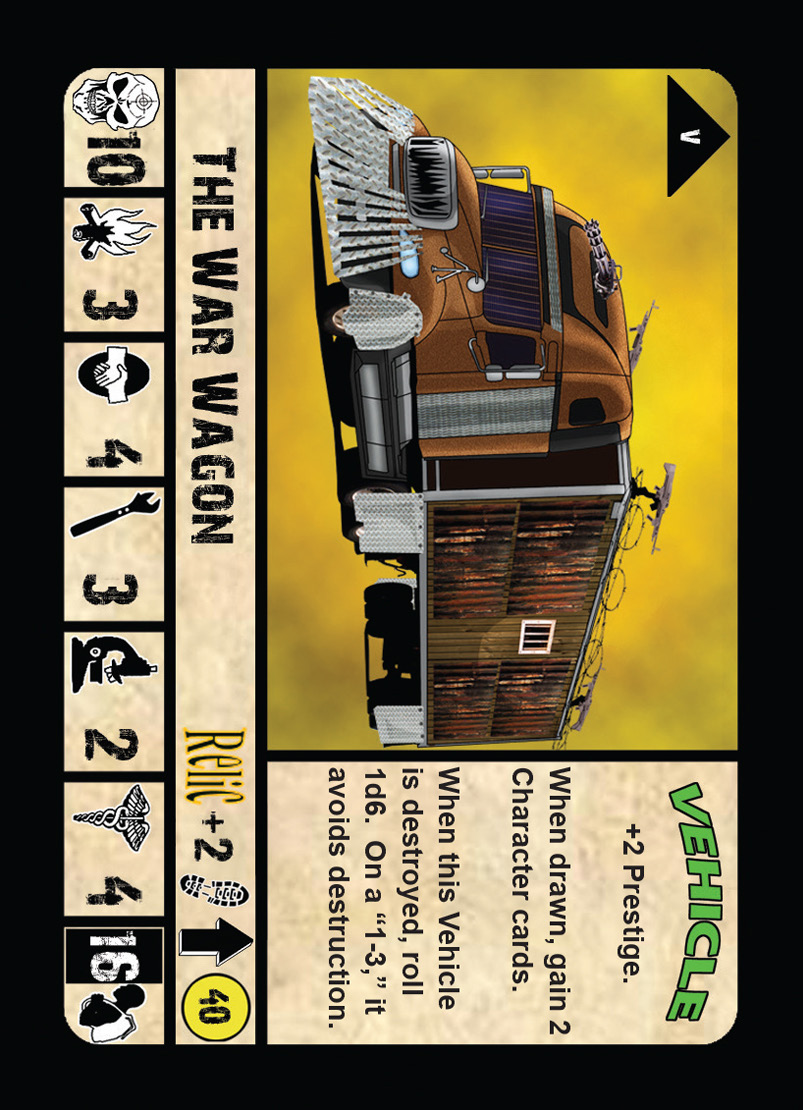 V
VEHICLE
+2 Prestige.
When drawn, gain 2
Character cards.
When this Vehicle
is destroyed, roll
1d6.  On a “1-3,” it
avoids destruction.
THE WAR WAGON
Relic +2 40
10 3 4 3 2 4 16